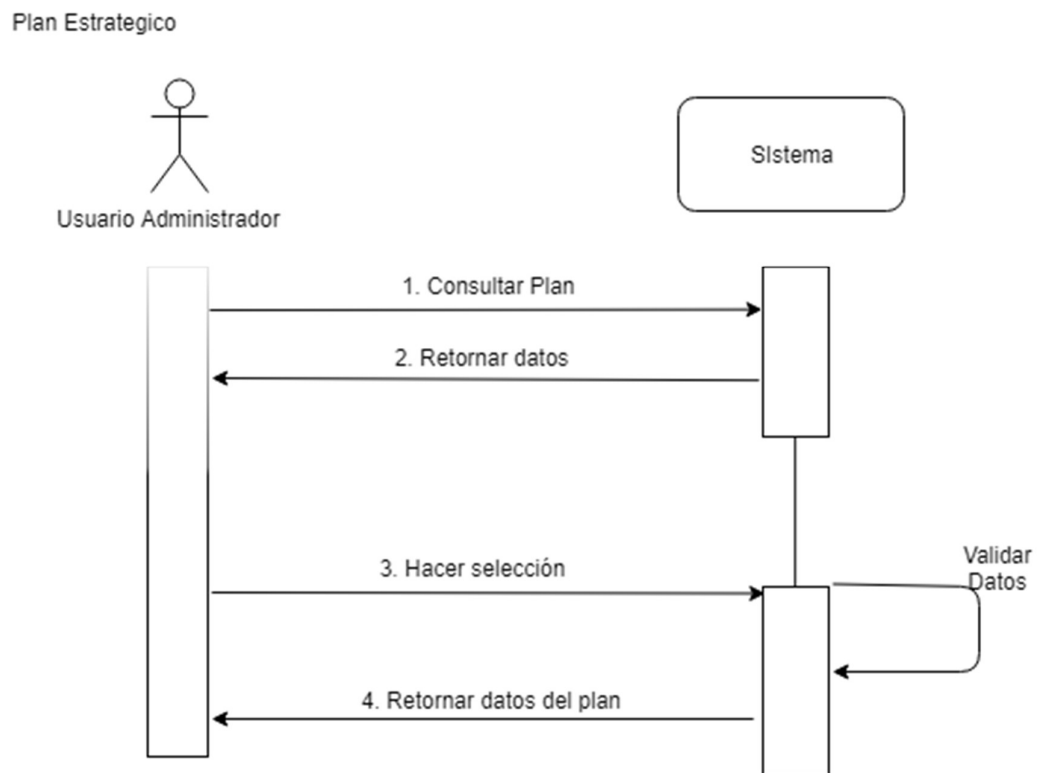 Plan Estrategico
SIstema
Usuario Administrador
1. Consultar Plan
2. Retornar datos
3. Hacer selección
Validar
Datos
4. Retornar datos del plan